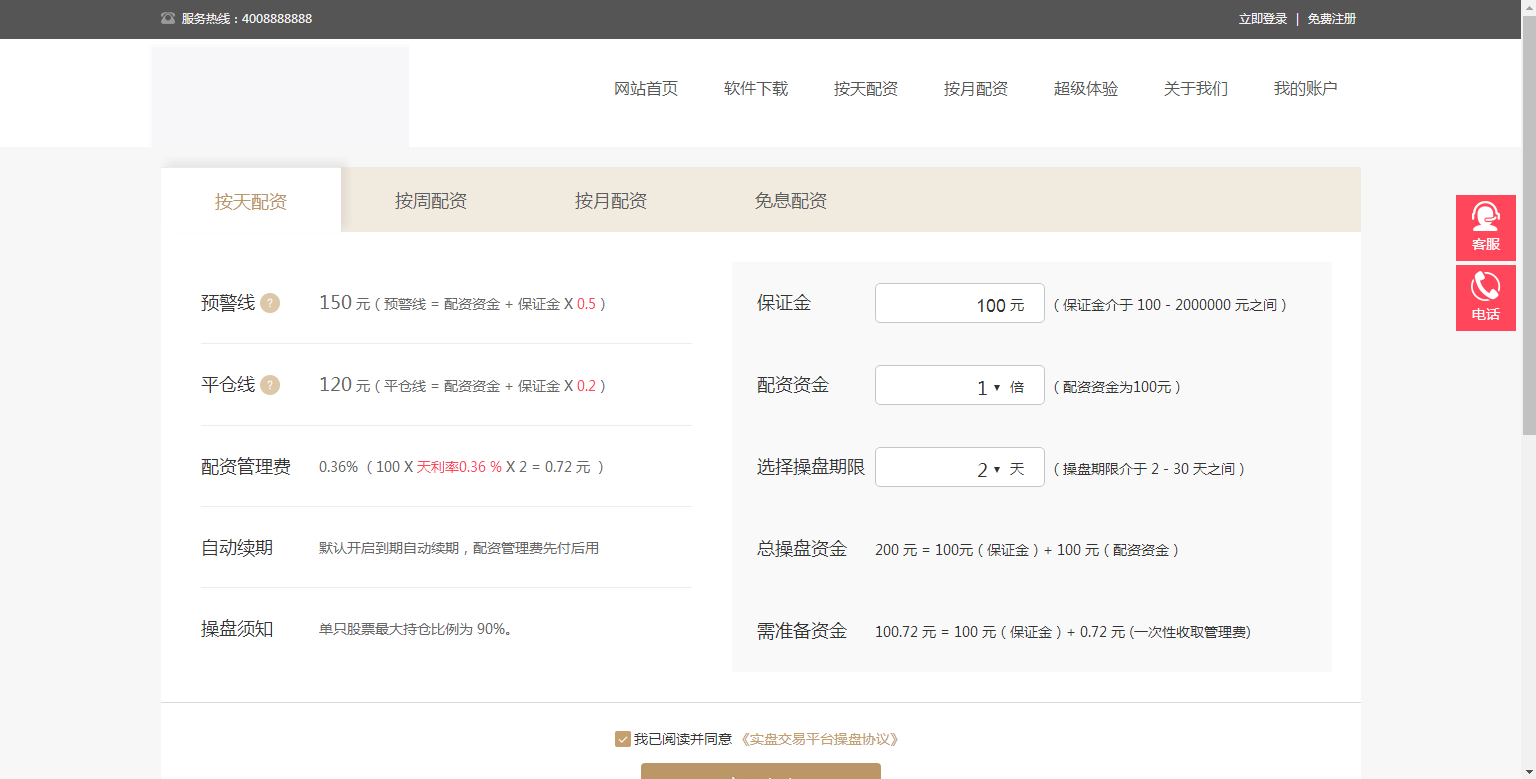 服务热线：4008888888
立即登录 | 免费注册
网站首页 软件下载 按天配资 按月配资 超级体验 关于我们 我的账户
按天配资 按周配资 按月配资 免息配资
客服
电话
预警线 ? 150 元 ( 预警线 = 配资资金 + 保证金 X 0.5 )
平仓线 ? 120 元 ( 平仓线 = 配资资金 + 保证金 X 0.2 )
配资管理费 0.36% ( 100 X 天利率0.36 % X 2 = 0.72 元 )
自动续期 默认开启到期自动续期，配资管理费先付后用
操盘须知 单只股票最大持仓比例为 90%。
保证金 100 元 ( 保证金介于 100 - 2000000 元之间 )
配资资金 1 倍 ( 配资资金为100元 )
选择操盘期限 2 天 ( 操盘期限介于 2 - 30 天之间 )
总操盘资金 200 元 = 100元 ( 保证金 ) + 100 元 ( 配资资金 )
需准备资金 100.72 元 = 100 元 ( 保证金 ) + 0.72 元 (一次性收取管理费)
我已阅读并同意 《实盘交易平台操盘协议》